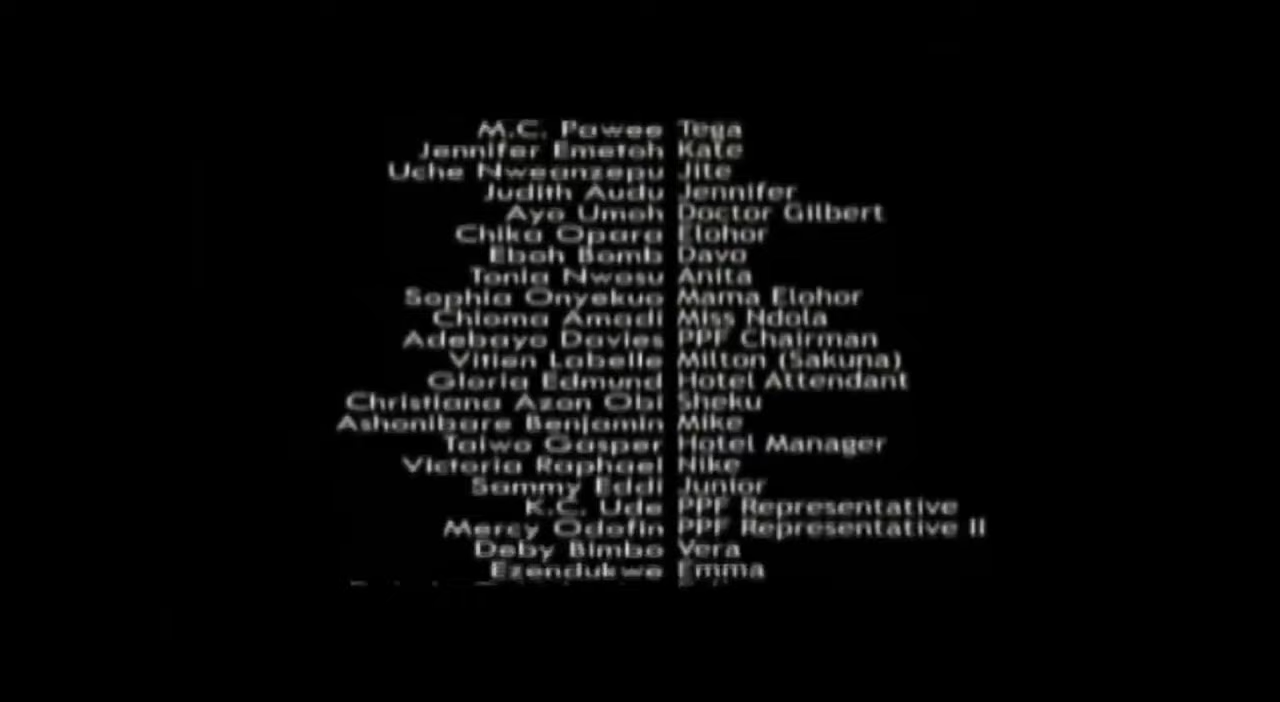 M.C. Pawee Tega
Jennifer Emetoh Kate
Uche Nweanzepu Jite
Judith Audu Jennifer
Ayo Umoh Doctor Gilbert
Chika Opara Elohor
Eboh Bomb Davo
Tonia Nwosu Anita
Sophia Onyekuo Mama Elohor
Chioma Amadi Miss Ndola
Adebayo Davies PPF Chairman
Vitien Labelle Milton (Sakuna)
Gloria Edmund Hotel Attendant
Christiana Azon Obi Sheku
Ashonibare Benjamin Mike
Taiwo Gasper Hotel Manager
Victoria Raphael Nike
Sammy Eddi Junior
K.C. Ude PPF Representative
Mercy Odofin PPF Representative II
Deby Bimbo Vera
Ezendukwe Emma